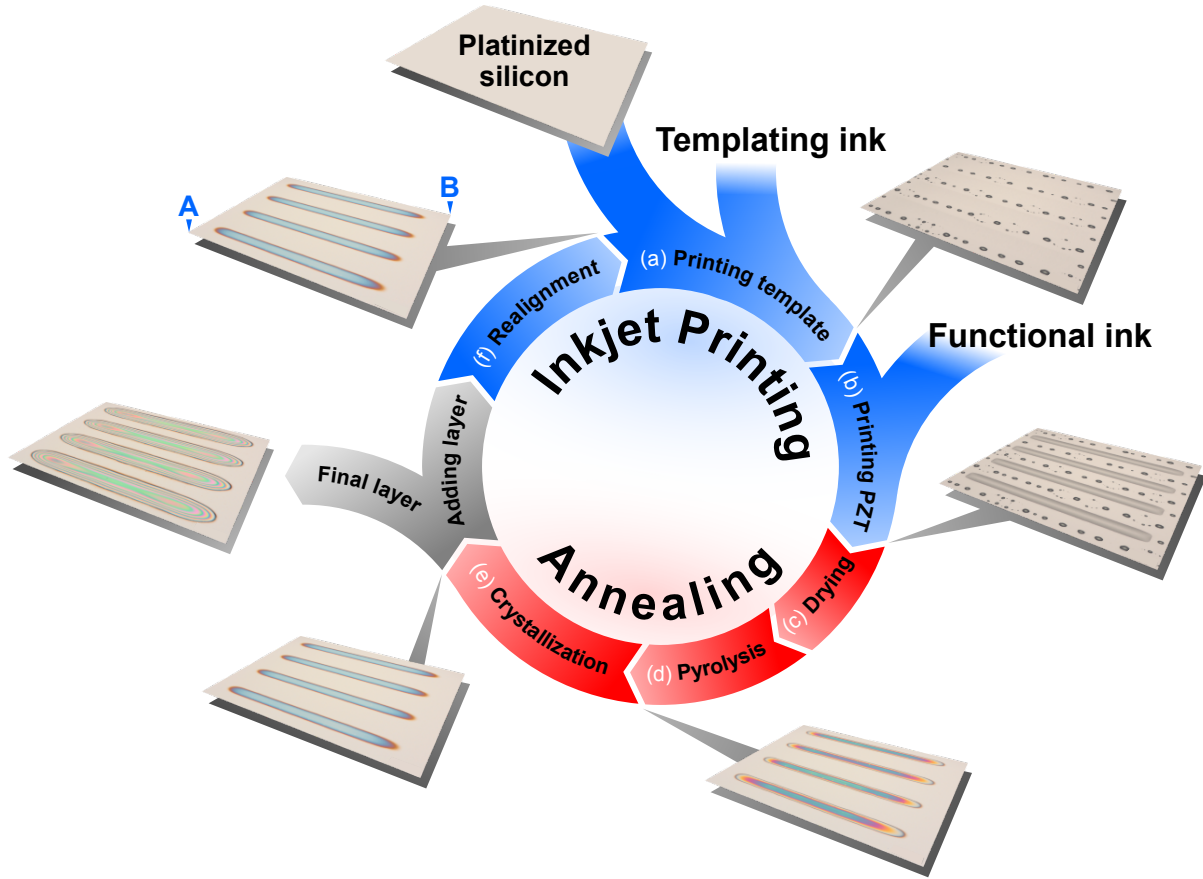 Platinized
silicon
Templating ink
A
B
(a) Printing template
Functional ink
(f) Realignment
Inkjet Printing
(b) Printing PZT
Adding layer
Final layer
Annealing
(c) Drying
(e) Crystallization
(d) Pyrolysis